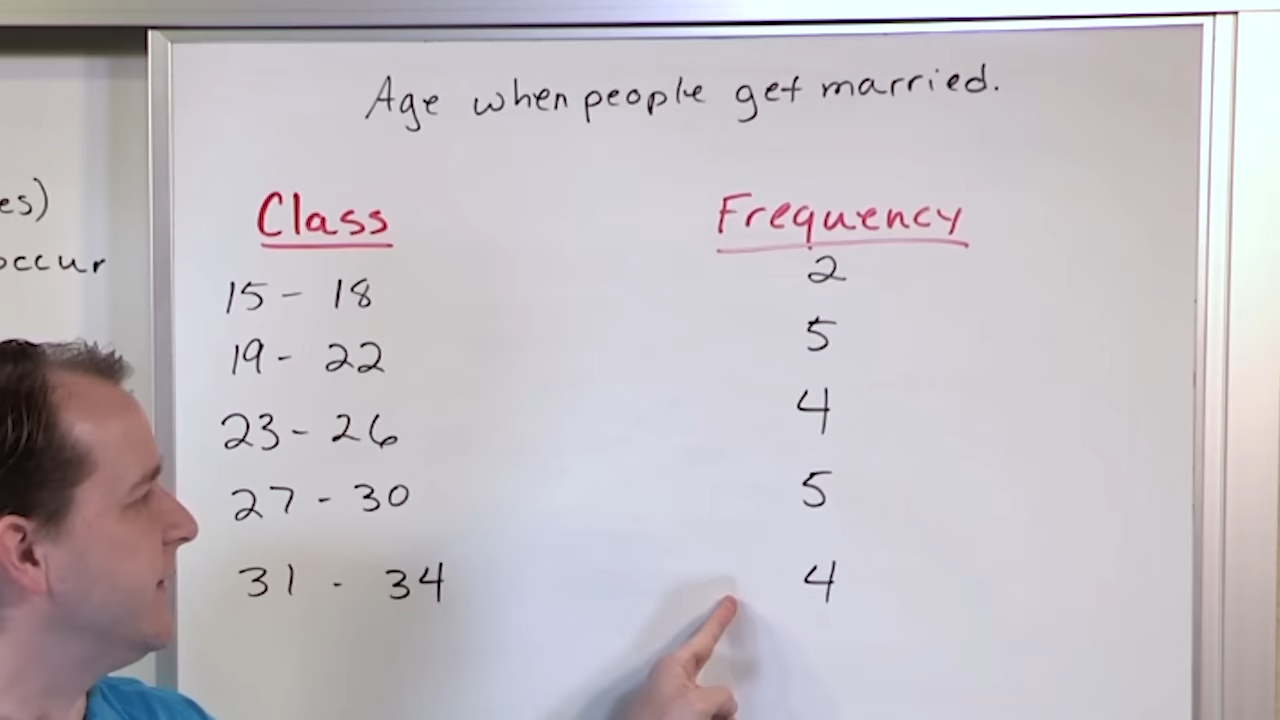 Age when people get married.
es)
occur
Class Frequency
15 - 18 2
19 - 22 5
23 - 26 4
27 - 30 5
31 - 34 4